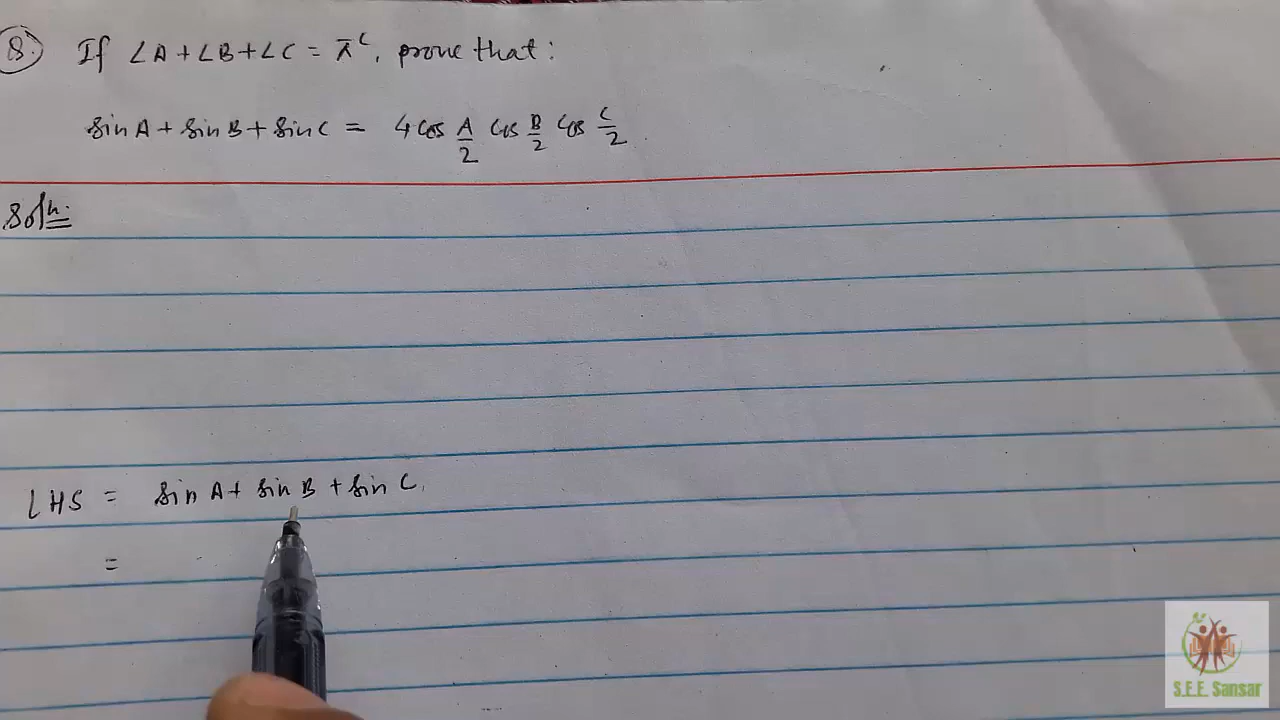 8. If ∠A + ∠B + ∠C = π^c, prove that:
sin A + sin B + sin C = 4 cos A/2 cos B/2 cos C/2
Solⁿ.
LHS = sin A + sin B + sin C.
=
S.E.E. Sansar